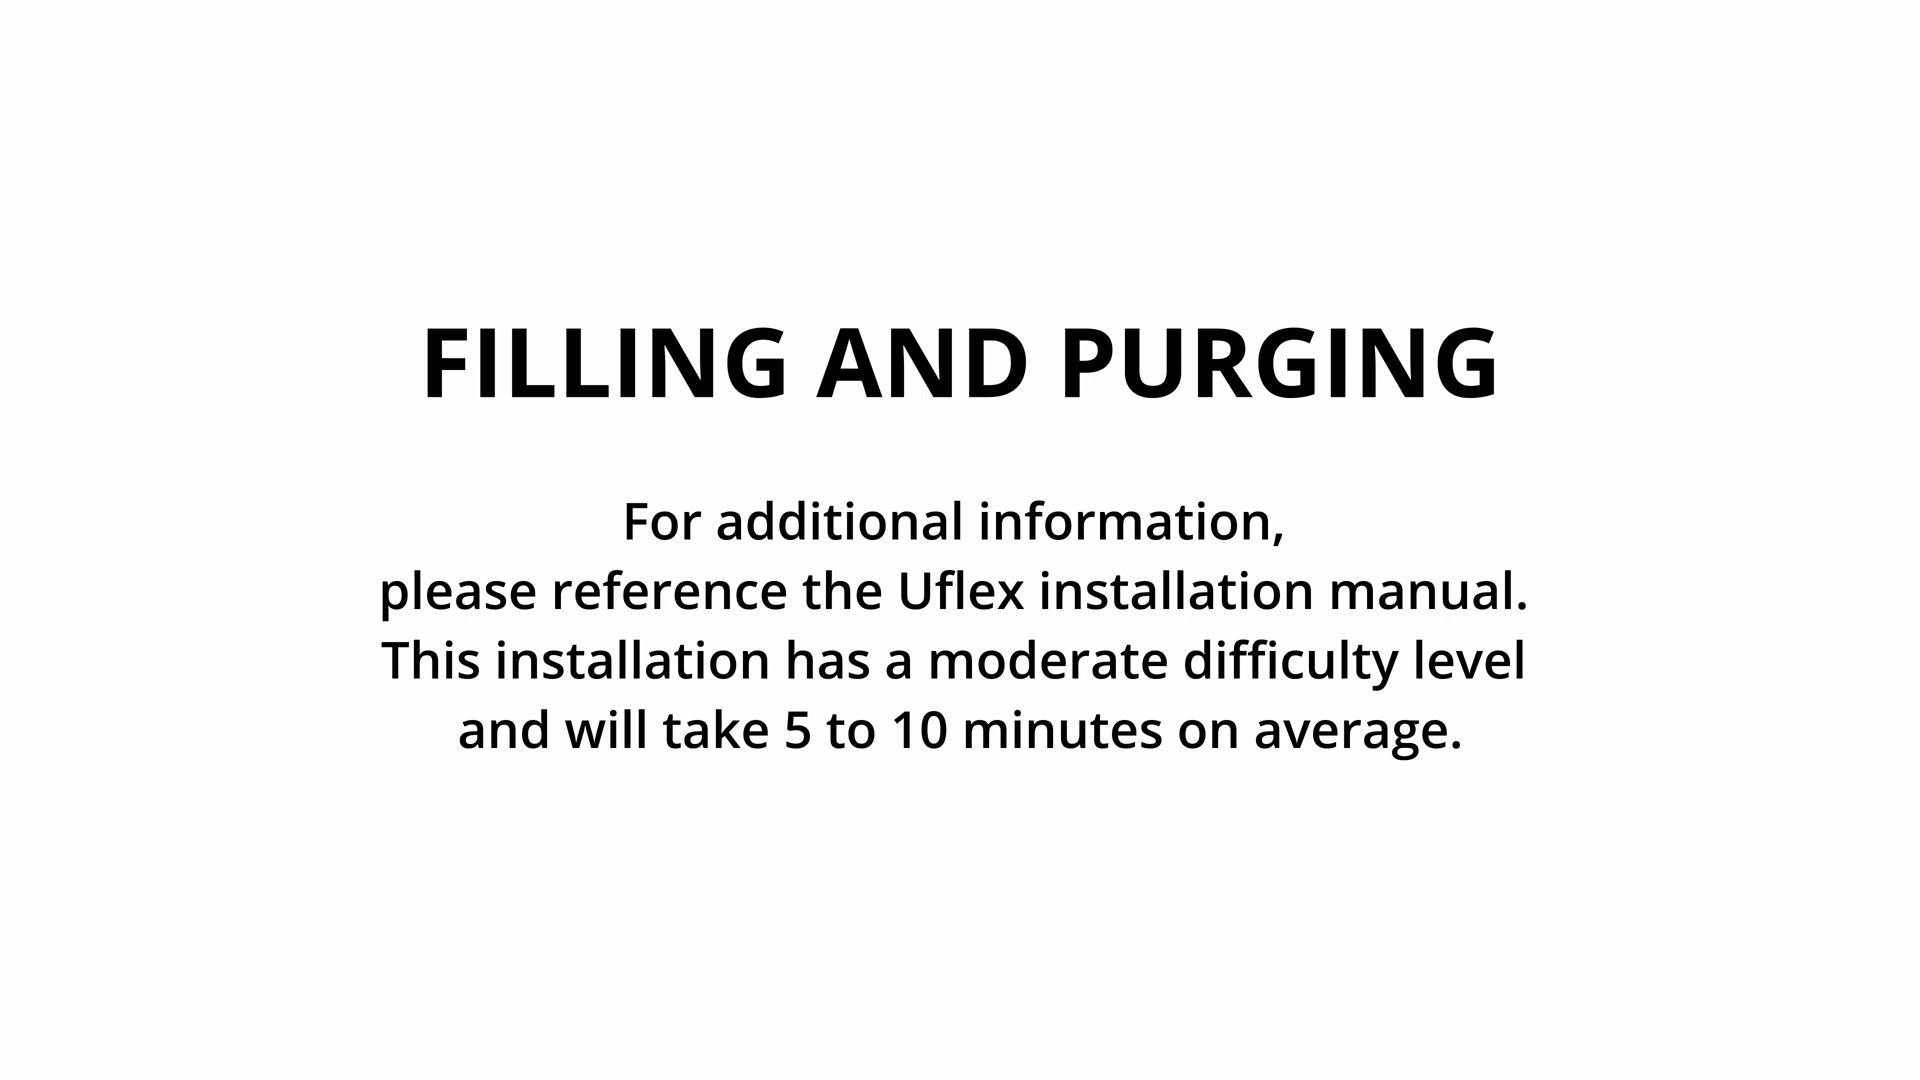 FILLING AND PURGING
For additional information,
please reference the Uflex installation manual.
This installation has a moderate difficulty level
and will take 5 to 10 minutes on average.